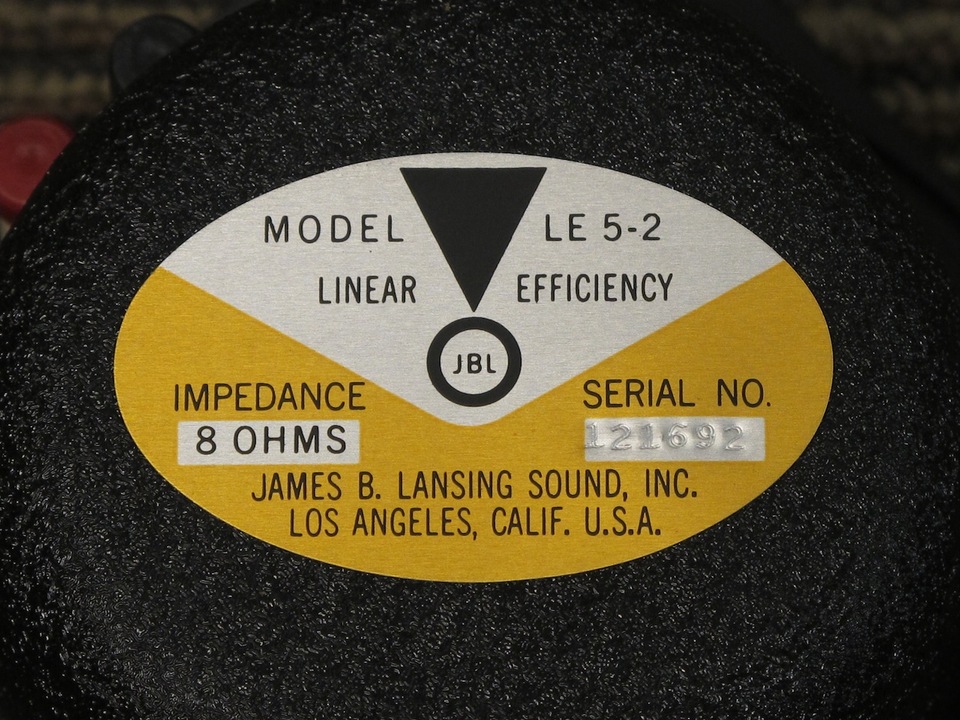 MODEL LE 5-2
LINEAR EFFICIENCY
JBL
IMPEDANCE
8 OHMS
SERIAL NO.
121692
JAMES B. LANSING SOUND, INC.
LOS ANGELES, CALIF. U.S.A.